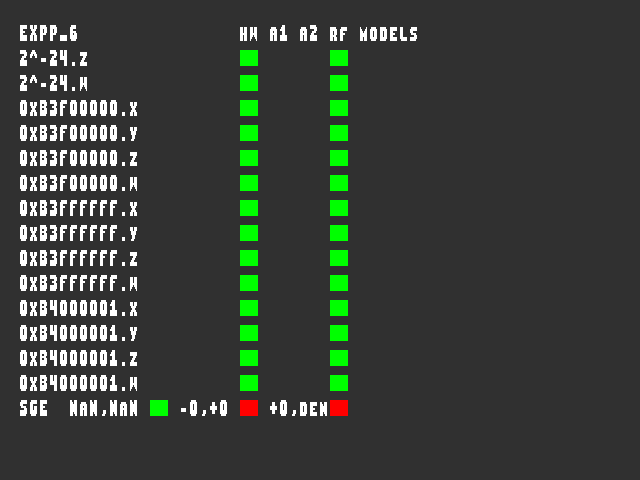 EXPP_6 HW A1 A2 RF MODELS
2^-24.Z
2^-24.W
0xB3F00000.X
0xB3F00000.Y
0xB3F00000.Z
0xB3F00000.W
0xB3FFFFFF.X
0xB3FFFFFF.Y
0xB3FFFFFF.Z
0xB3FFFFFF.W
0xB4000001.X
0xB4000001.Y
0xB4000001.Z
0xB4000001.W
SGE NAN,NAN -0,+0 +0,DEN